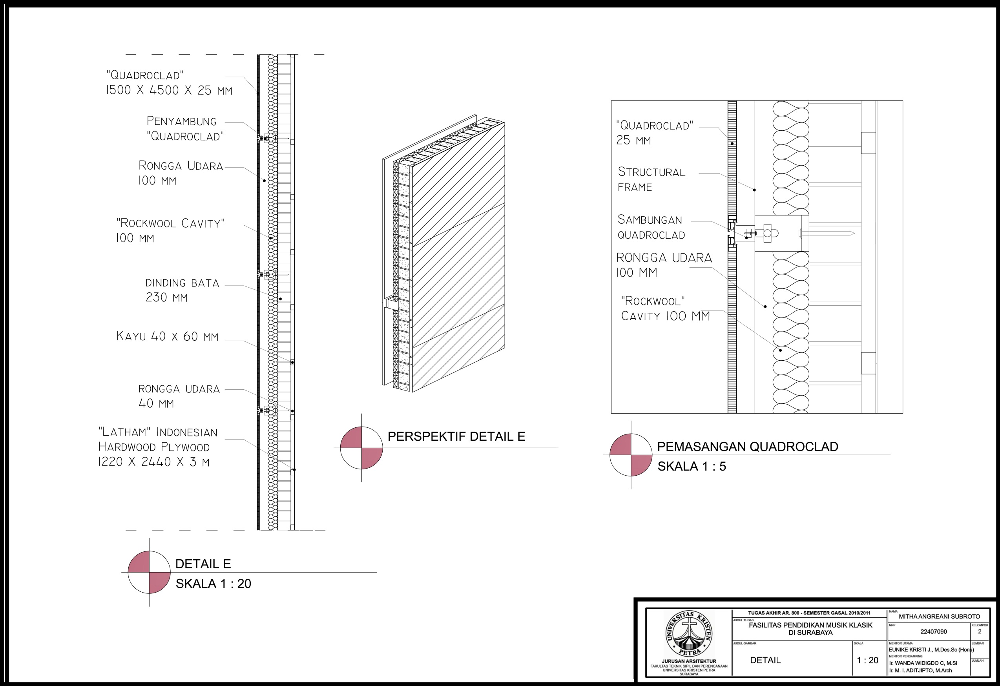 "QUADROCLAD"
1500 X 4500 X 25 MM
PENYAMBUNG
"QUADROCLAD"
RONGGA UDARA
100 MM
"ROCKWOOL CAVITY"
100 MM
DINDING BATA
230 MM
KAYU 40 X 60 MM
RONGGA UDARA
40 MM
"LATHAM" INDONESIAN
HARDWOOD PLYWOOD
1220 X 2440 X 3 M
DETAIL E
SKALA 1 : 20
PERSPEKTIF DETAIL E
"QUADROCLAD"
25 MM
STRUCTURAL
FRAME
SAMBUNGAN
QUADROCLAD
RONGGA UDARA
100 MM
"ROCKWOOL"
CAVITY 100 MM
PEMASANGAN QUADROCLAD
SKALA 1 : 5
UNIVERSITAS KRISTEN
PETRA
JURUSAN ARSITEKTUR
FAKULTAS TEKNIK SIPIL DAN PERENCANAAN
UNIVERSITAS KRISTEN PETRA
SURABAYA
TUGAS AKHIR AR. 800 - SEMESTER GASAL 2010/2011
JUDUL TUGAS
FASILITAS PENDIDIKAN MUSIK KLASIK
DI SURABAYA
JUDUL GAMBAR
DETAIL
SKALA
1 : 20
NAMA
MITHA ANGREANI SUBROTO
NRP
22407090
KELOMPOK
2
MENTOR UTAMA
EUNIKE KRISTI J., M.Des.Sc (Hons)
MENTOR PENDAMPING
Ir. WANDA WIDIGDO C, M.Si
Ir. M. I. ADITJIPTO, M.Arch
LEMBAR
JUMLAH